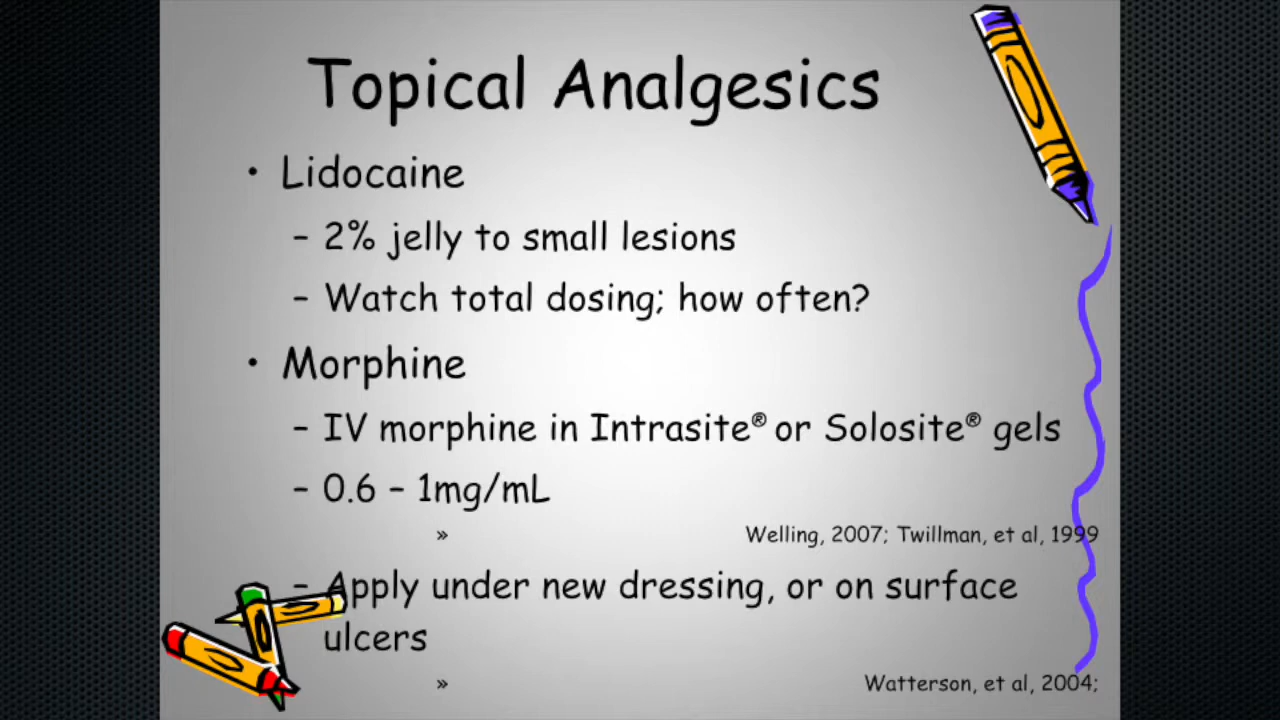 Topical Analgesics
• Lidocaine
– 2% jelly to small lesions
– Watch total dosing; how often?
• Morphine
– IV morphine in Intrasite® or Solosite® gels
– 0.6 – 1mg/mL
» Welling, 2007; Twillman, et al, 1999
– Apply under new dressing, or on surface
ulcers
» Watterson, et al, 2004;